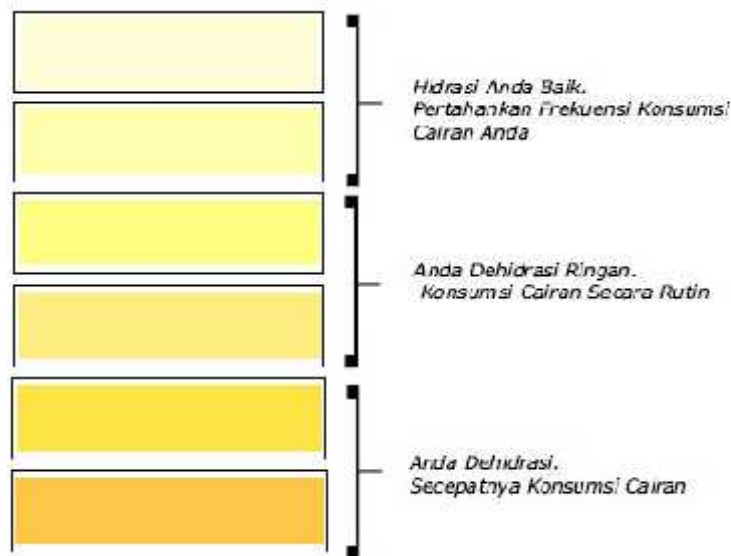 Hidrasi Anda Baik.
Pertahankan Frekuensi Konsumsi
Cairan Anda
Anda Dehidrasi Ringan.
Konsumsi Cairan Secara Rutin
Anda Dehidrasi.
Secepatnya Konsumsi Cairan